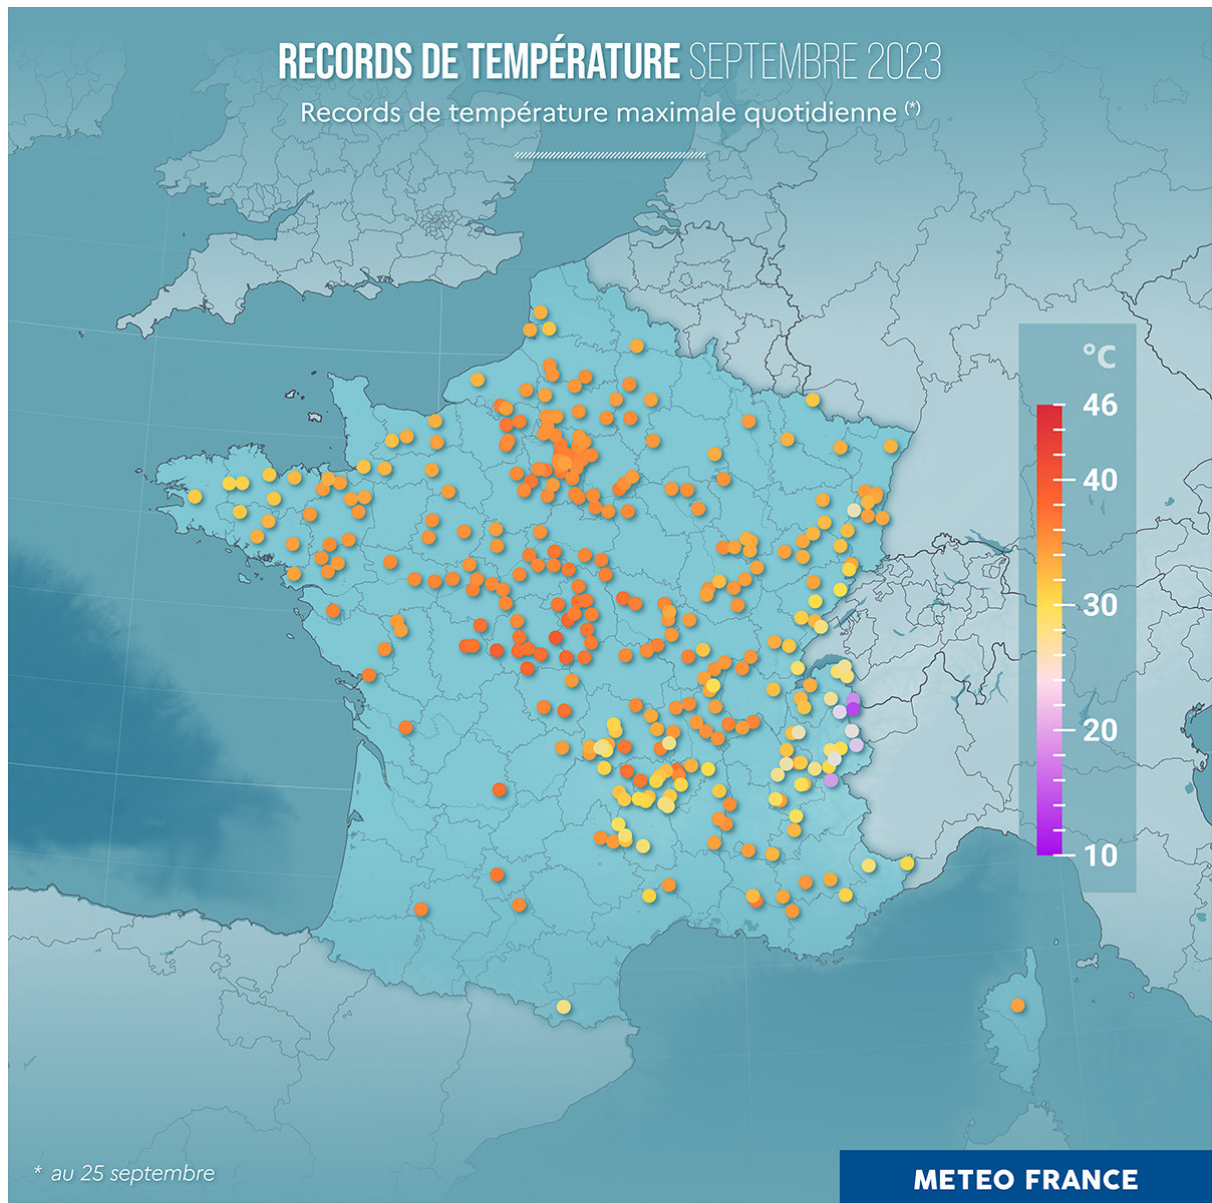 RECORDS DE TEMPÉRATURE SEPTEMBRE 2023
Records de température maximale quotidienne (*)
°C
46
40
30
20
10
* au 25 septembre
METEO FRANCE